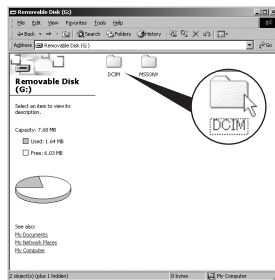 Removable Disk (G:)
File Edit View Favorites Tools Help
Back Search Folders History
Address Removable Disk (G:) Go
DCIM MSSONY
Removable Disk
(G:)
Select an item to view its
description.
Capacity: 7.68 MB
Used: 1.64 MB
Free: 6.03 MB
DCIM
See also:
My Documents
My Network Places
My Computer
2 object(s) (plus 1 hidden) 0 bytes My Computer